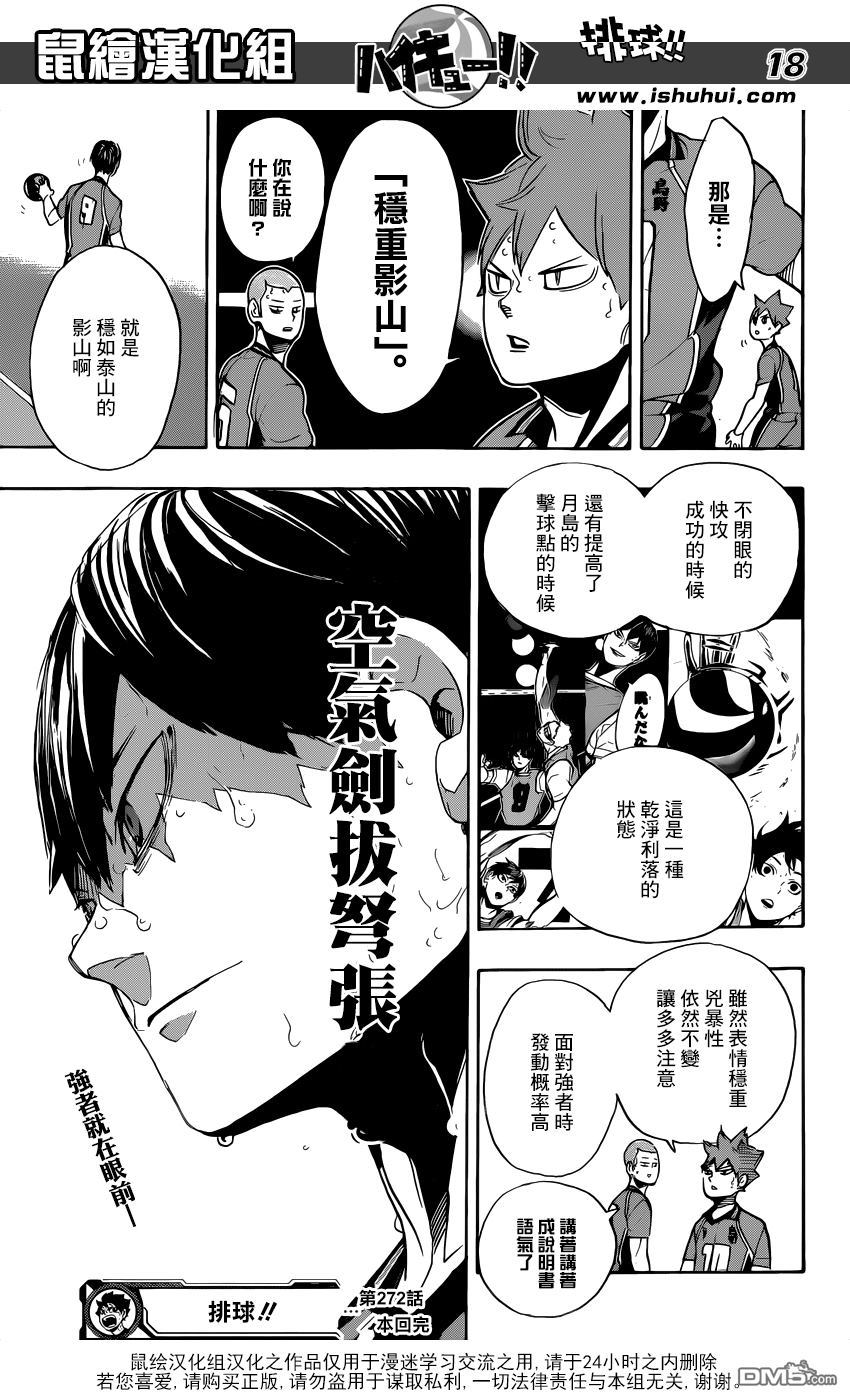 鼠繪漢化組
ハイキュー!!
排球!!
18
www.ishuhui.com
那是…
烏野
「穩重影山」。
你在說
什麼啊?
就是
穩如泰山的
影山啊
9
不閉眼的
快攻
成功的時候
還有提高了
月島的
擊球點的時候
9
這是一種
乾淨利落的
狀態
雖然表情穩重
兇暴性
依然不變
讓多多注意
面對強者時
發動概率高
講著講著
成說明書
語氣了
10
空氣劍拔弩張
強者就在眼前—
排球!!
…第272話
/本回完
鼠绘汉化组汉化之作品仅用于漫迷学习交流之用, 请于24小时之内删除
若您喜爱, 请购买正版, 请勿用于谋取私利, 一切法律责任与本组无关, 谢谢。
DM5.com